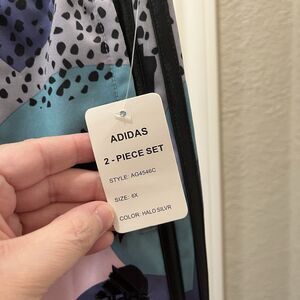 ADIDAS
2 - PIECE SET
STYLE: AG4546C
SIZE: 6X
COLOR: HALO SILVR